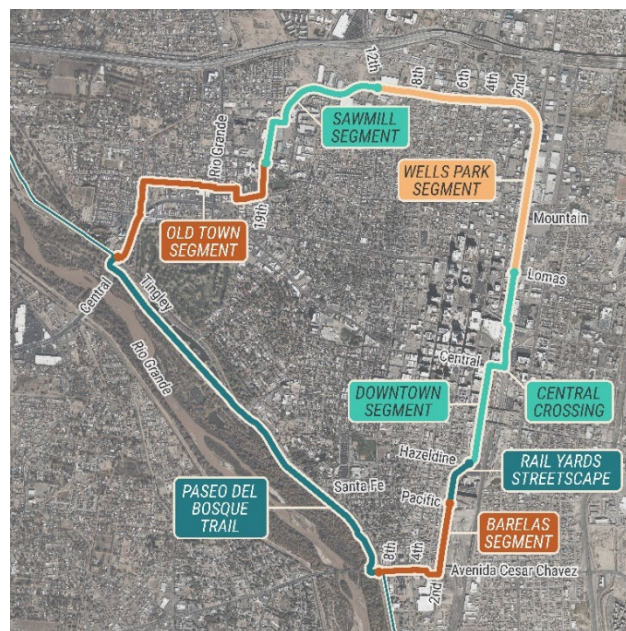 12th
8th
6th
4th
2nd
SAWMILL
SEGMENT
Rio Grande
WELLS PARK
SEGMENT
19th
OLD TOWN
SEGMENT
Mountain
Lomas
Central
Tingley
Rio Grande
Central
DOWNTOWN
SEGMENT
CENTRAL
CROSSING
Hazeldine
RAIL YARDS
STREETSCAPE
Santa Fe
PASEO DEL
BOSQUE
TRAIL
Pacific
BARELAS
SEGMENT
8th
4th
2nd
Avenida Cesar Chavez